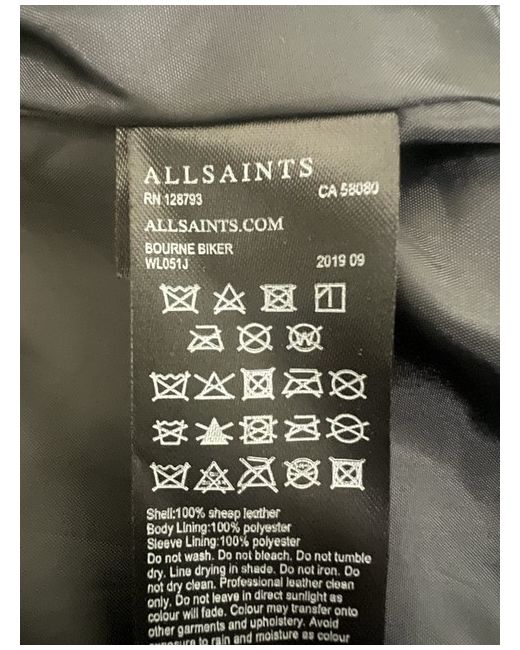 ALLSAINTS
RN 128793 CA 58080
ALLSAINTS.COM
BOURNE BIKER
WL051J 2019 09
W
Shell:100% sheep leather
Body Lining:100% polyester
Sleeve Lining:100% polyester
Do not wash. Do not bleach. Do not tumble
dry. Line drying in shade. Do not iron. Do
not dry clean. Professional leather clean
only. Do not leave in direct sunlight as
colour will fade. Colour may transfer onto
other garments and upholstery. Avoid
exposure to rain and moisture as colour